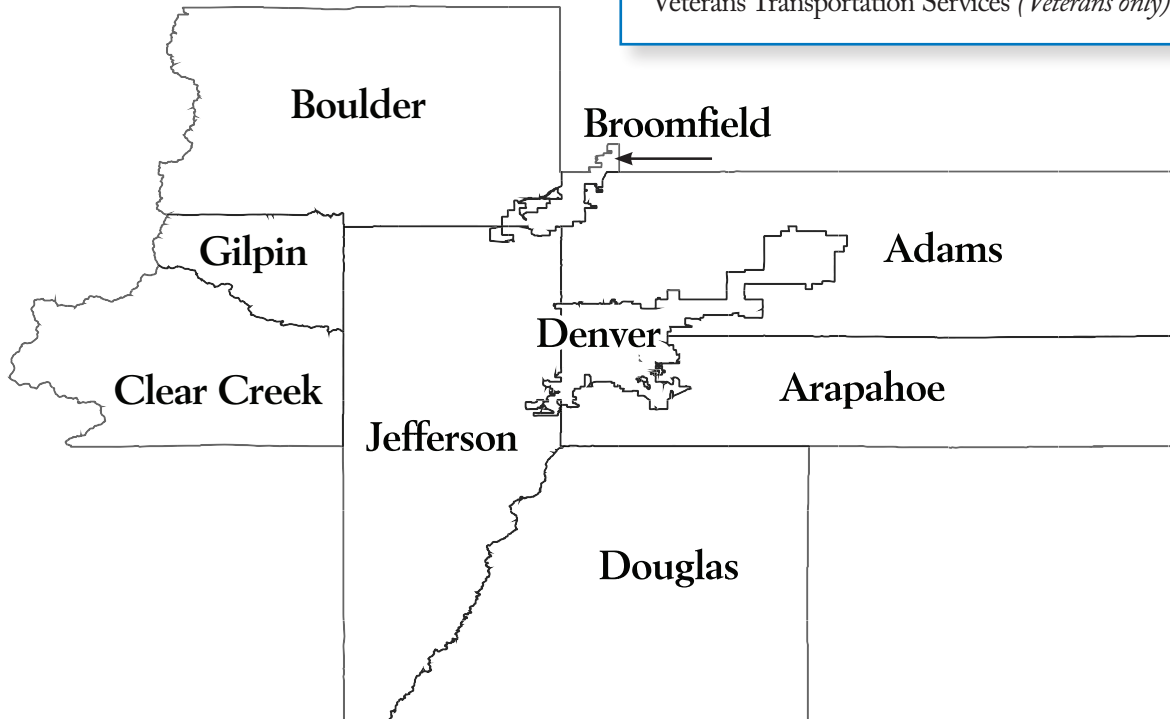 Veterans Transportation Services (Veterans only)
Boulder
Broomfield
Gilpin
Adams
Denver
Clear Creek
Arapahoe
Jefferson
Douglas